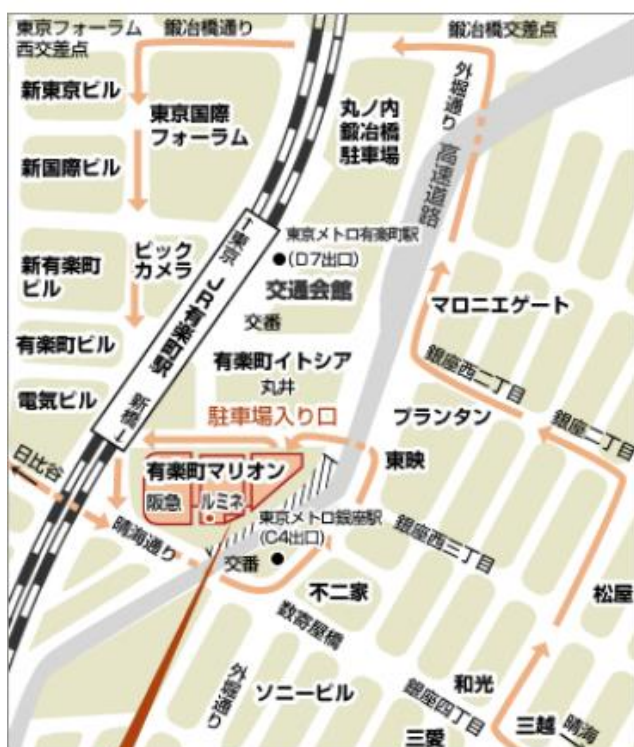 東京フォーラム
西交差点
鍛冶橋通り
鍛冶橋交差点
新東京ビル
東京国際
フォーラム
丸ノ内
鍛冶橋
駐車場
外堀通り
高速道路
新国際ビル
↑東京
JR有楽町駅
新橋↓
東京メトロ有楽町駅
(D7出口)
新有楽町
ビル
ビック
カメラ
交通会館
マロニエゲート
交番
有楽町ビル
有楽町イトシア
丸井
銀座西二丁目
電気ビル
駐車場入り口
プランタン
銀座二丁目
日比谷
有楽町マリオン
東映
阪急
ルミネ
東京メトロ銀座駅
(C4出口)
銀座西三丁目
晴海通り
交番
不二家
松屋
数寄屋橋
外堀通り
ソニービル
和光
銀座四丁目
三越
晴海
三愛